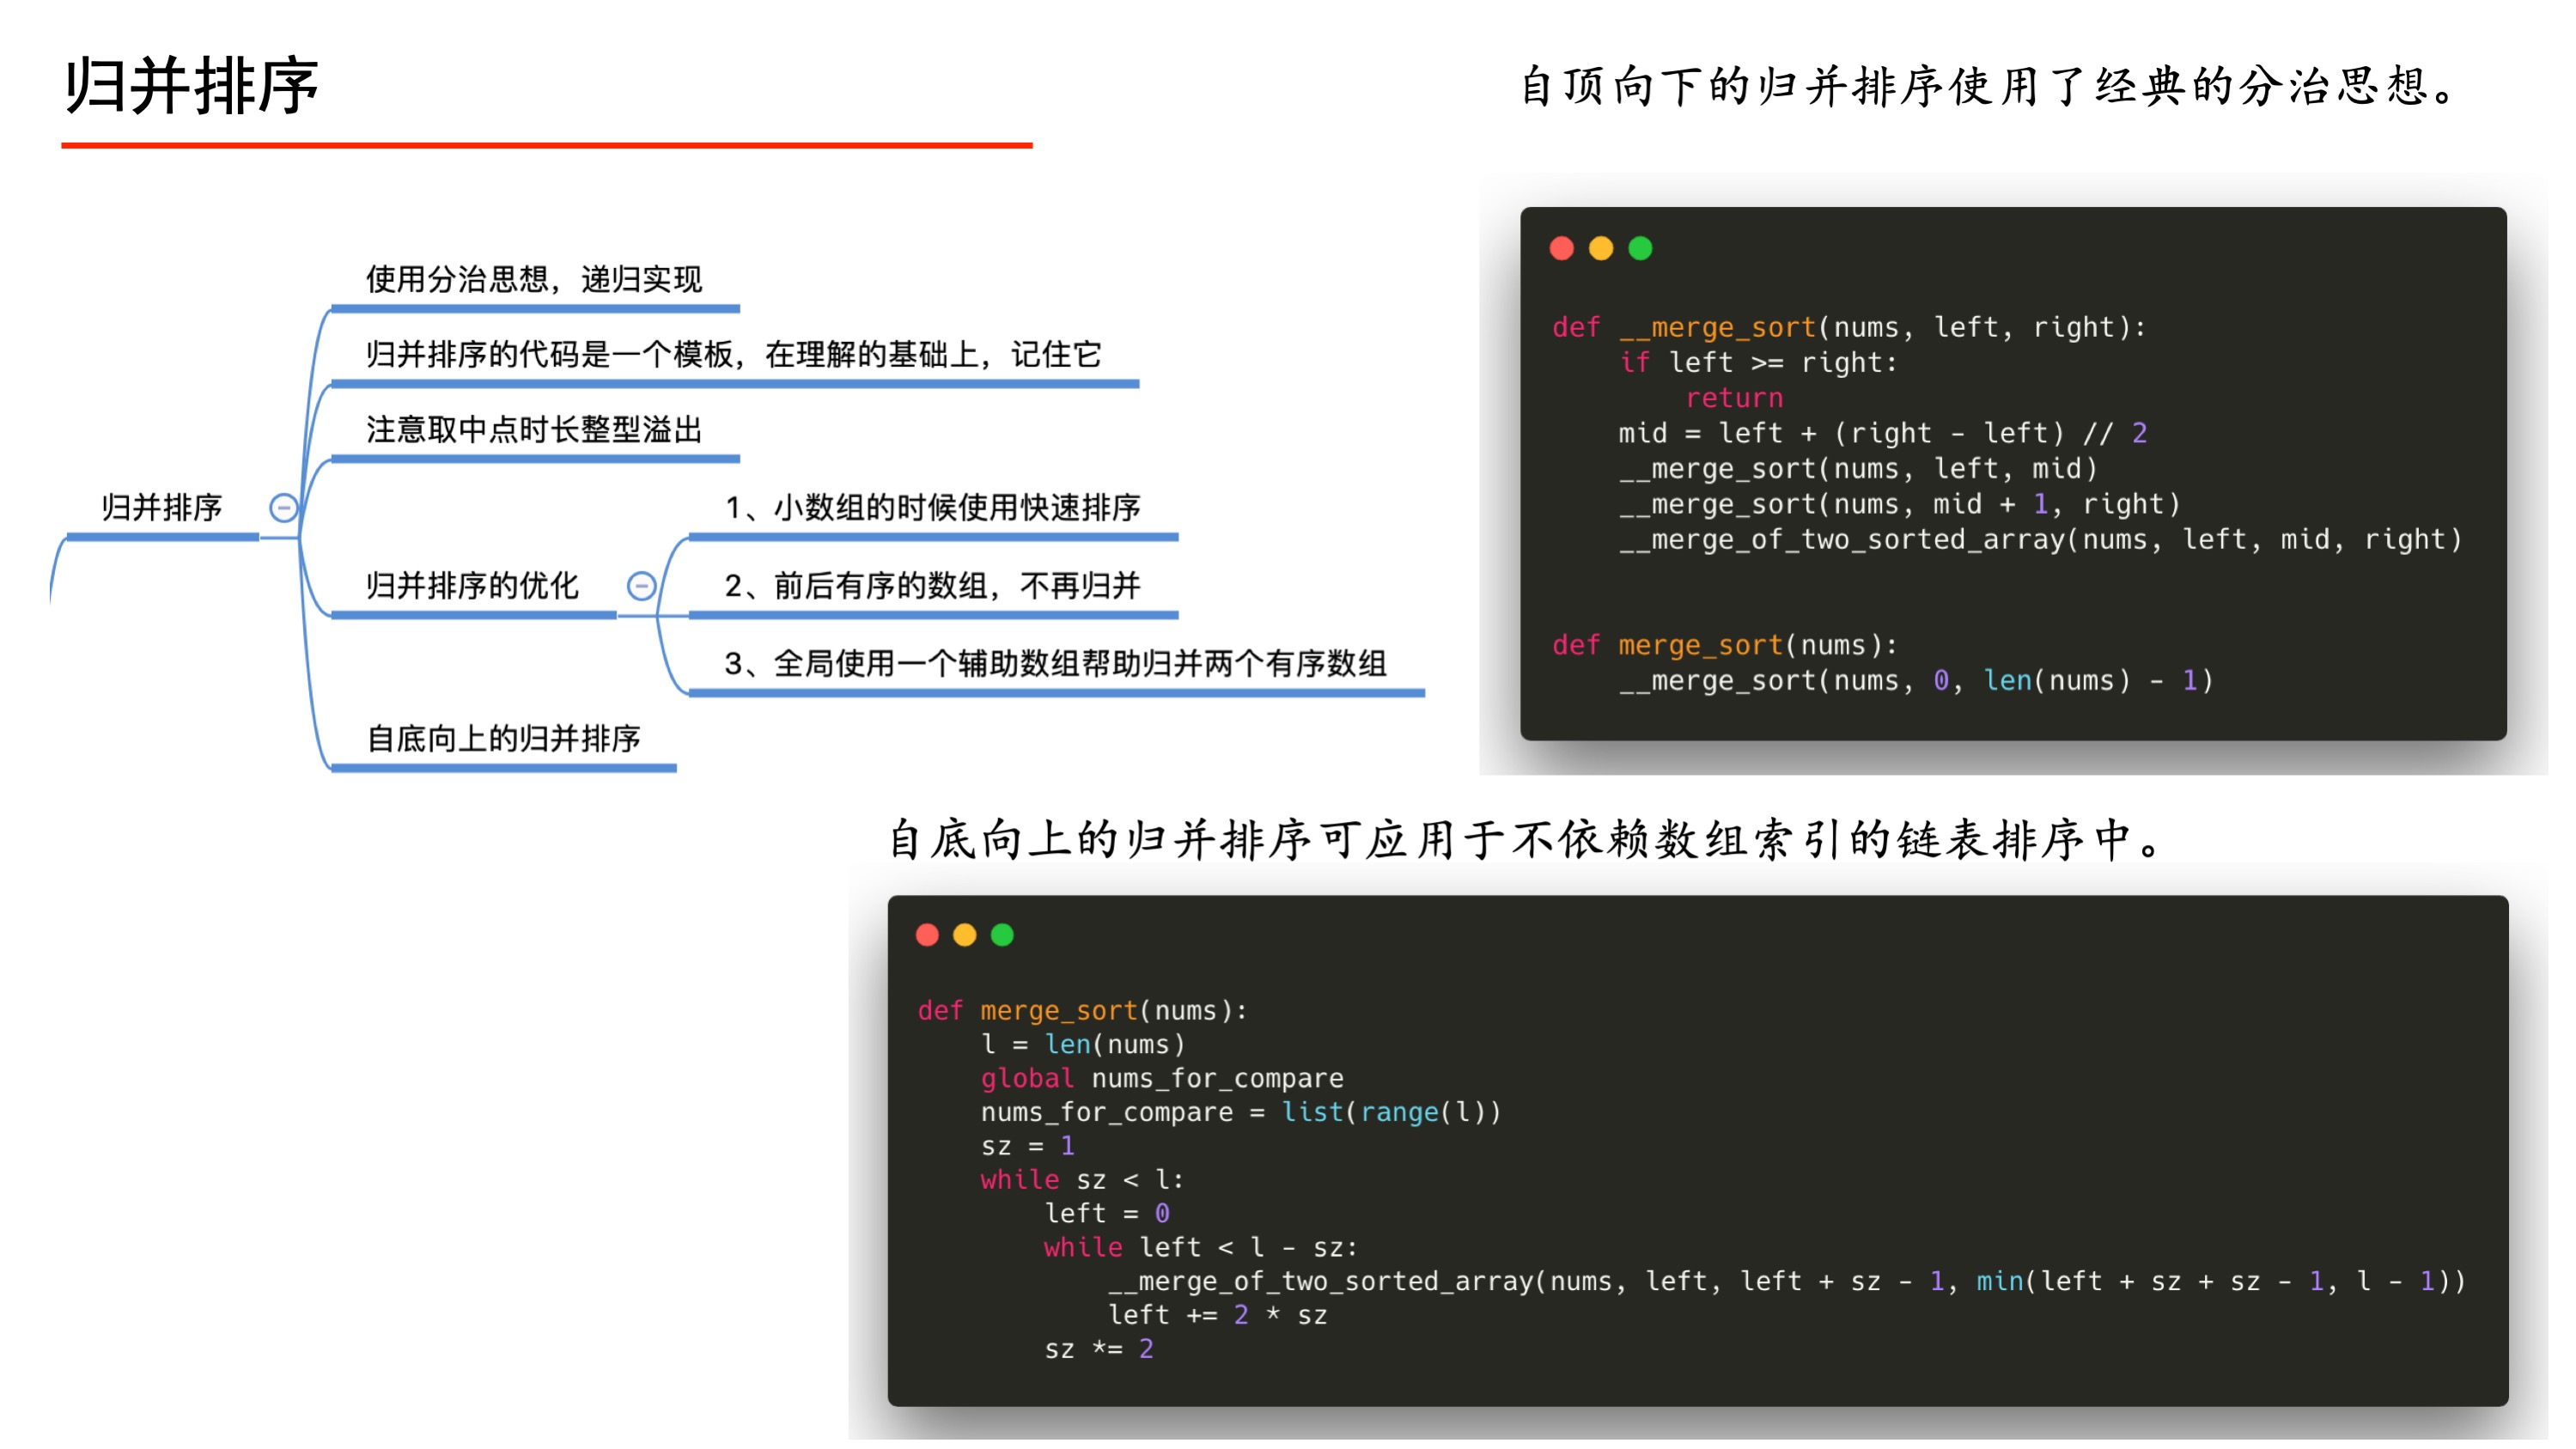 归并排序
自顶向下的归并排序使用了经典的分治思想。
归并排序
使用分治思想，递归实现
归并排序的代码是一个模板，在理解的基础上，记住它
注意取中点时长整型溢出
归并排序的优化
1、小数组的时候使用快速排序
2、前后有序的数组，不再归并
3、全局使用一个辅助数组帮助归并两个有序数组
自底向上的归并排序
def __merge_sort(nums, left, right):
    if left >= right:
        return
    mid = left + (right - left) // 2
    __merge_sort(nums, left, mid)
    __merge_sort(nums, mid + 1, right)
    __merge_of_two_sorted_array(nums, left, mid, right)
def merge_sort(nums):
    __merge_sort(nums, 0, len(nums) - 1)
自底向上的归并排序可应用于不依赖数组索引的链表排序中。
def merge_sort(nums):
    l = len(nums)
    global nums_for_compare
    nums_for_compare = list(range(l))
    sz = 1
    while sz < l:
        left = 0
        while left < l - sz:
            __merge_of_two_sorted_array(nums, left, left + sz - 1, min(left + sz + sz - 1, l - 1))
            left += 2 * sz
        sz *= 2